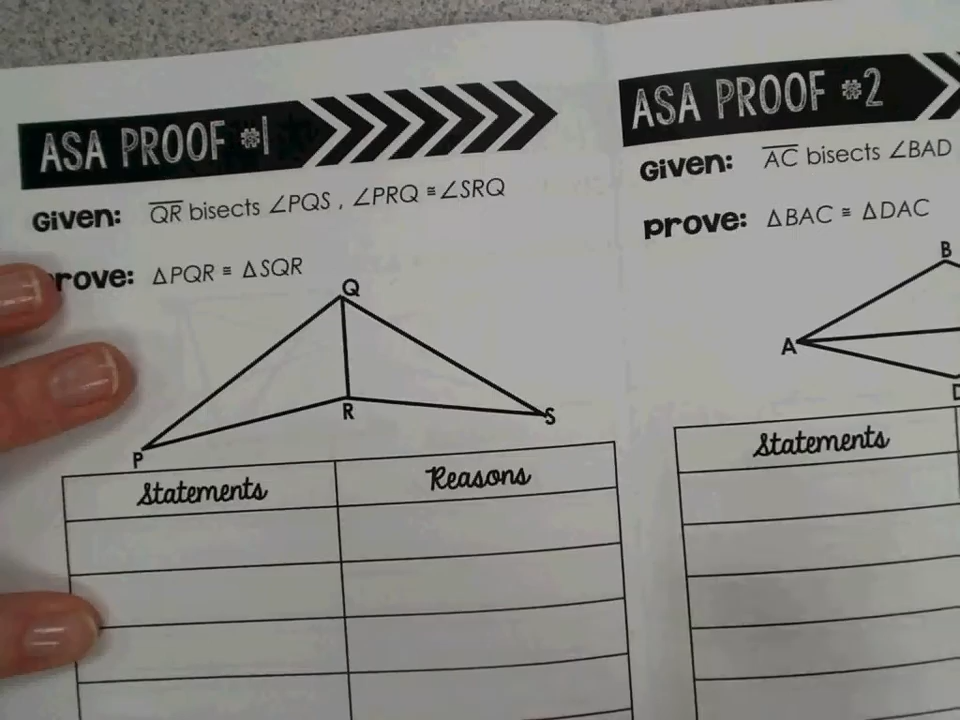 ASA PROOF #1
Given: QR bisects ∠PQS , ∠PRQ ≅ ∠SRQ
rove: ΔPQR ≅ ΔSQR
Q
R
S
P
Statements Reasons
ASA PROOF #2
Given: AC bisects ∠BAD
prove: ΔBAC ≅ ΔDAC
B
A
D
Statements